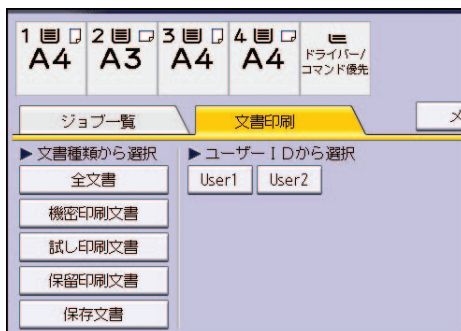 1 2 3 4
A4 A3 A4 A4 ドライバー/
コマンド優先
ジョブ一覧 文書印刷
▶文書種類から選択 ▶ユーザーIDから選択
全文書 User1 User2
機密印刷文書
試し印刷文書
保留印刷文書
保存文書